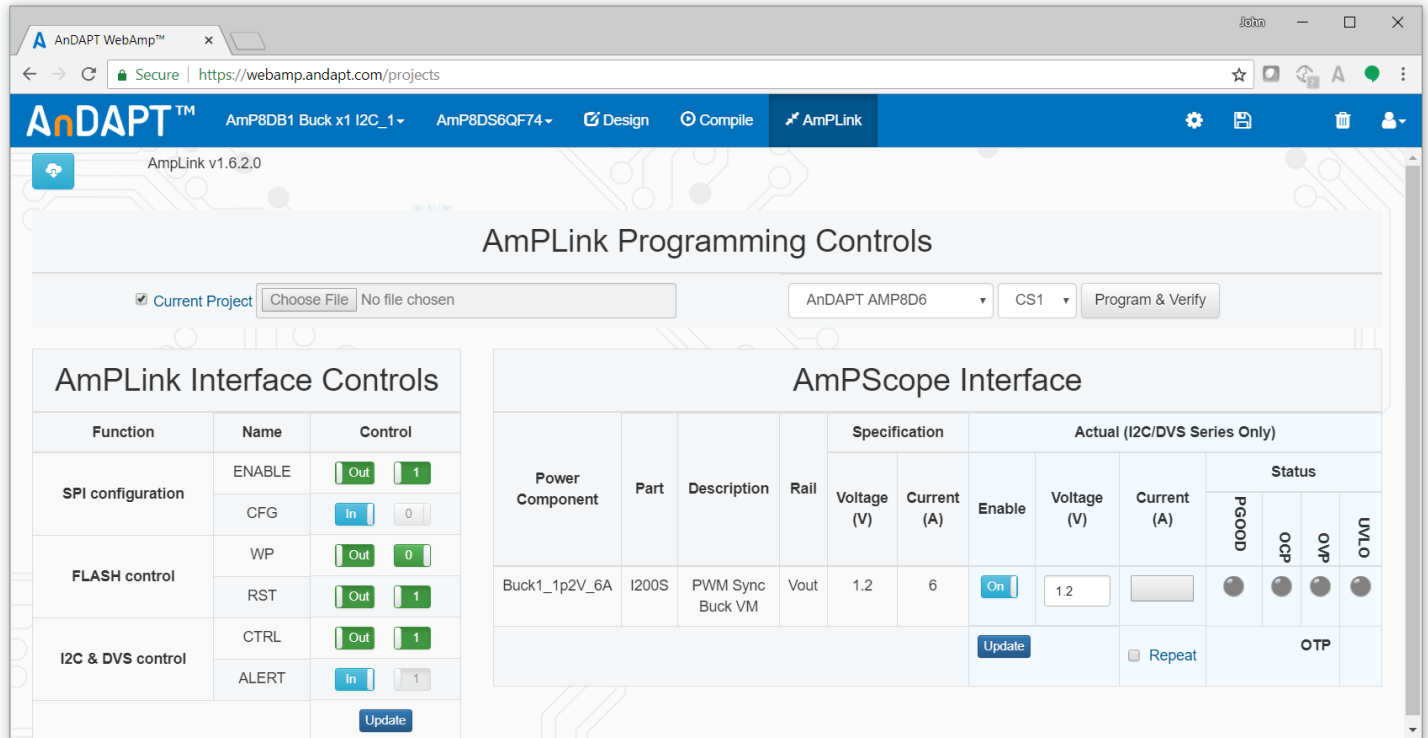 John
AnDAPT WebAmp™
Secure | https://webamp.andapt.com/projects
AnDAPT™ AmP8DB1 Buck x1 I2C_1 AmP8DS6QF74 Design Compile AmPLink
AmpLink v1.6.2.0
AmPLink Programming Controls
Current Project Choose File No file chosen AnDAPT AMP8D6 CS1 Program & Verify
AmPLink Interface Controls
Function Name Control
SPI configuration
ENABLE Out 1
CFG In 0
FLASH control
WP Out 0
RST Out 1
I2C & DVS control
CTRL Out 1
ALERT In 1
Update
AmPScope Interface
Power Component
Part
Description
Rail
Specification
Voltage (V)
Current (A)
Actual (I2C/DVS Series Only)
Enable
Voltage (V)
Current (A)
Status
PGOOD
OCP
OVP
UVLO
Buck1_1p2V_6A I200S PWM Sync Buck VM Vout 1.2 6 On 1.2
Update Repeat OTP